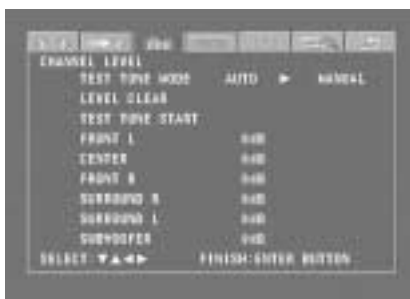 CHANNEL LEVEL
TEST TONE MODE AUTO ► MANUAL
LEVEL CLEAR
TEST TONE START
FRONT L 0dB
CENTER 0dB
FRONT R 0dB
SURROUND R 0dB
SURROUND L 0dB
SUBWOOFER 0dB
SELECT ▼▲◄► FINISH:ENTER BUTTON